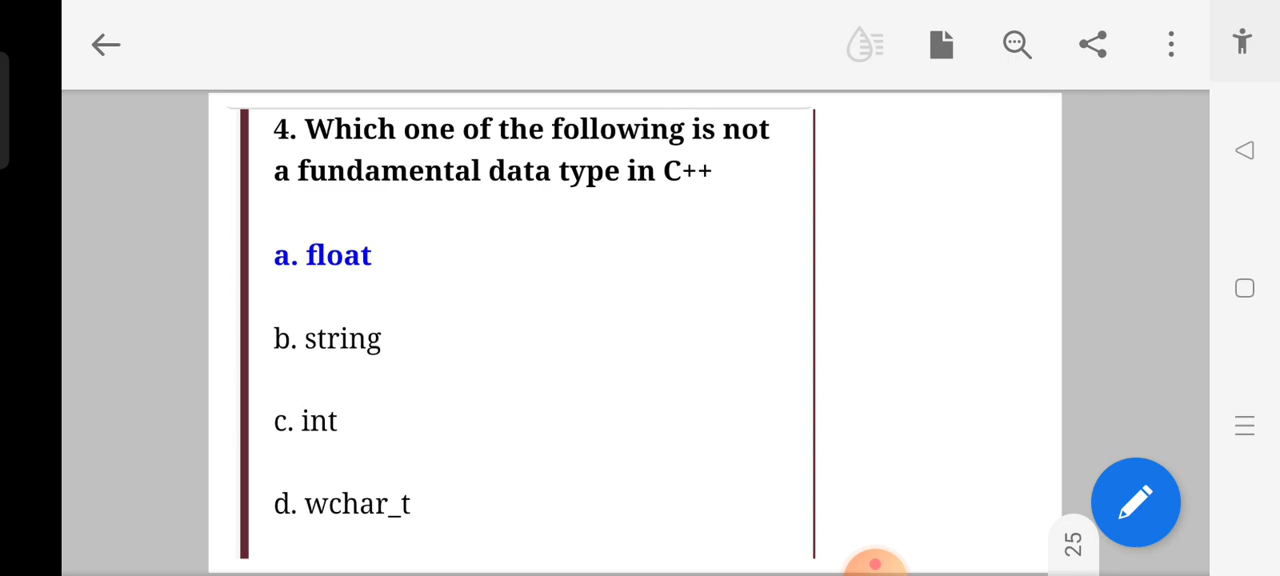 4. Which one of the following is not
a fundamental data type in C++
a. float
b. string
c. int
d. wchar_t
25